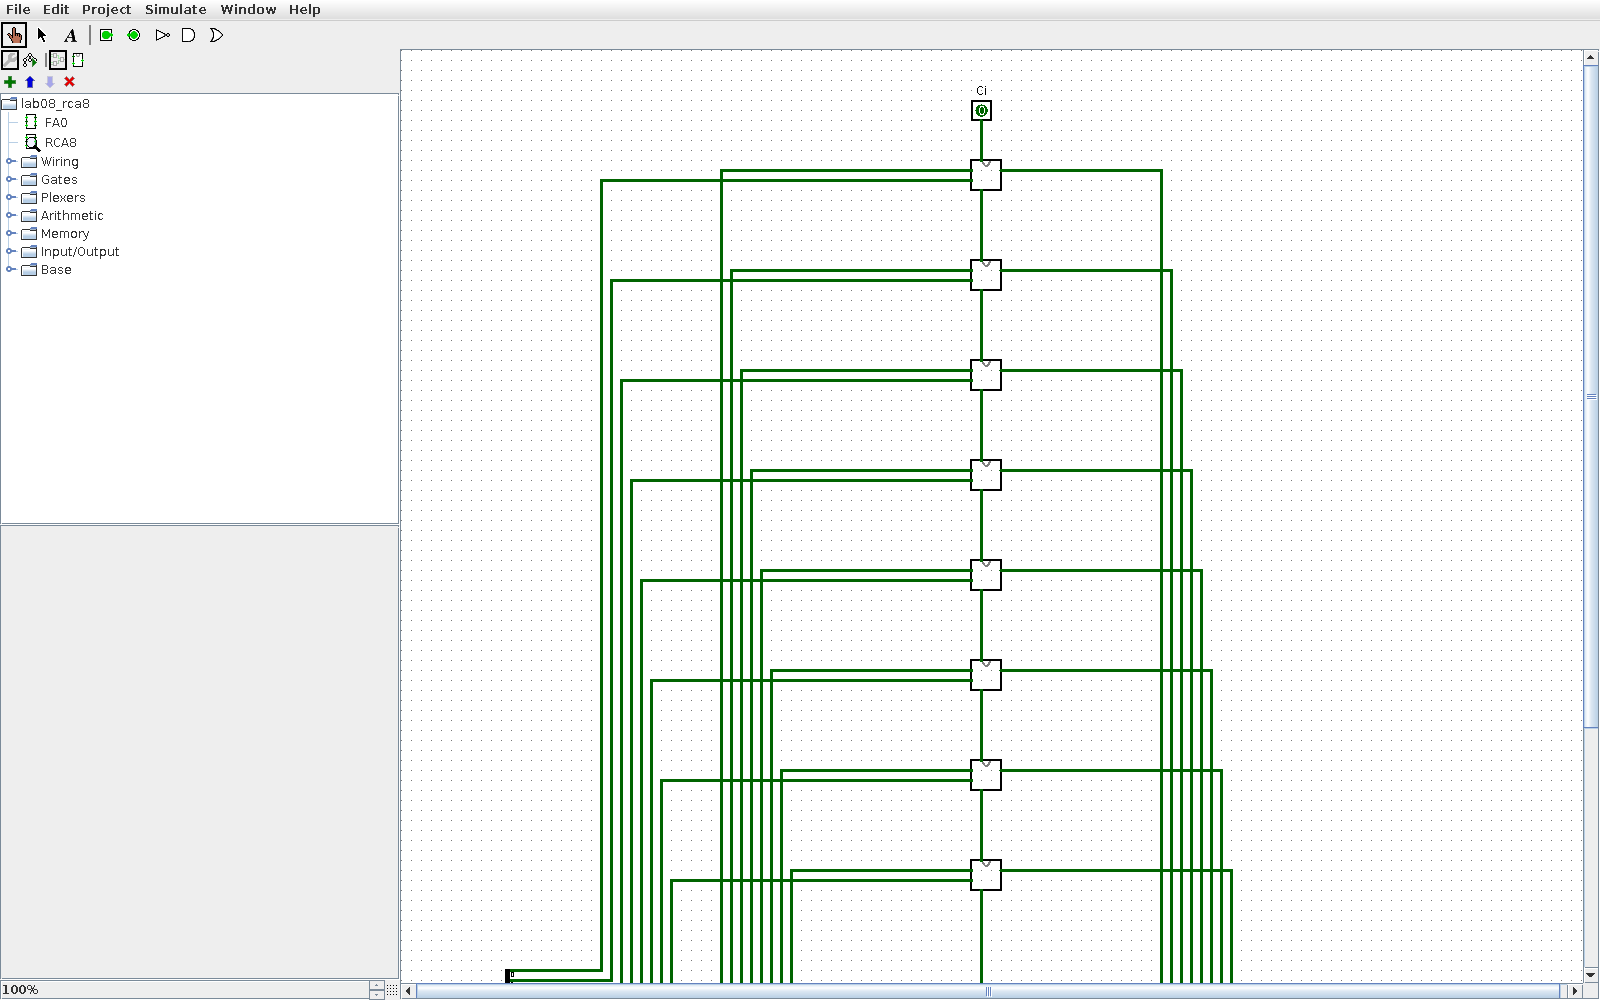 File Edit Project Simulate Window Help
A
lab08_rca8
FA0
RCA8
Wiring
Gates
Plexers
Arithmetic
Memory
Input/Output
Base
Ci
0
0
100%